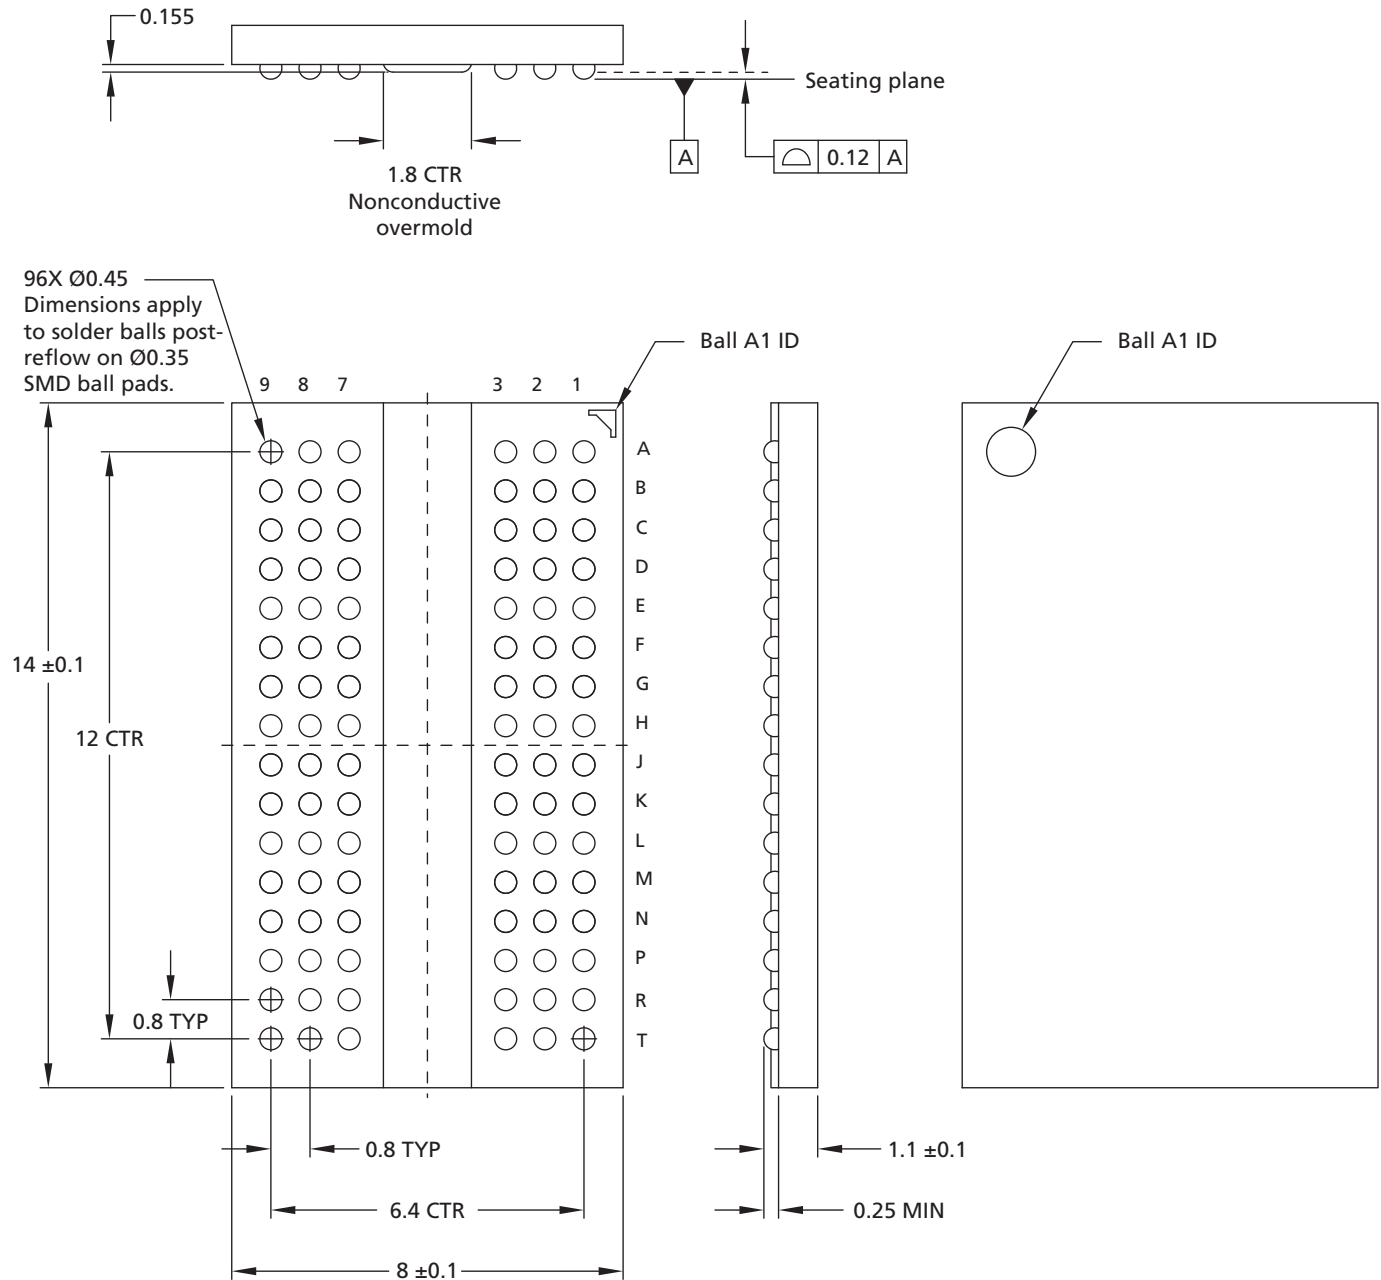 0.155
Seating plane
A
0.12 A
1.8 CTR
Nonconductive
overmold
96X Ø0.45
Dimensions apply
to solder balls post-
reflow on Ø0.35
SMD ball pads.
Ball A1 ID
Ball A1 ID
9 8 7 3 2 1
A
B
C
D
E
F
14 ±0.1
G
H
12 CTR
J
K
L
M
N
P
R
0.8 TYP
T
0.8 TYP
1.1 ±0.1
6.4 CTR
0.25 MIN
8 ±0.1